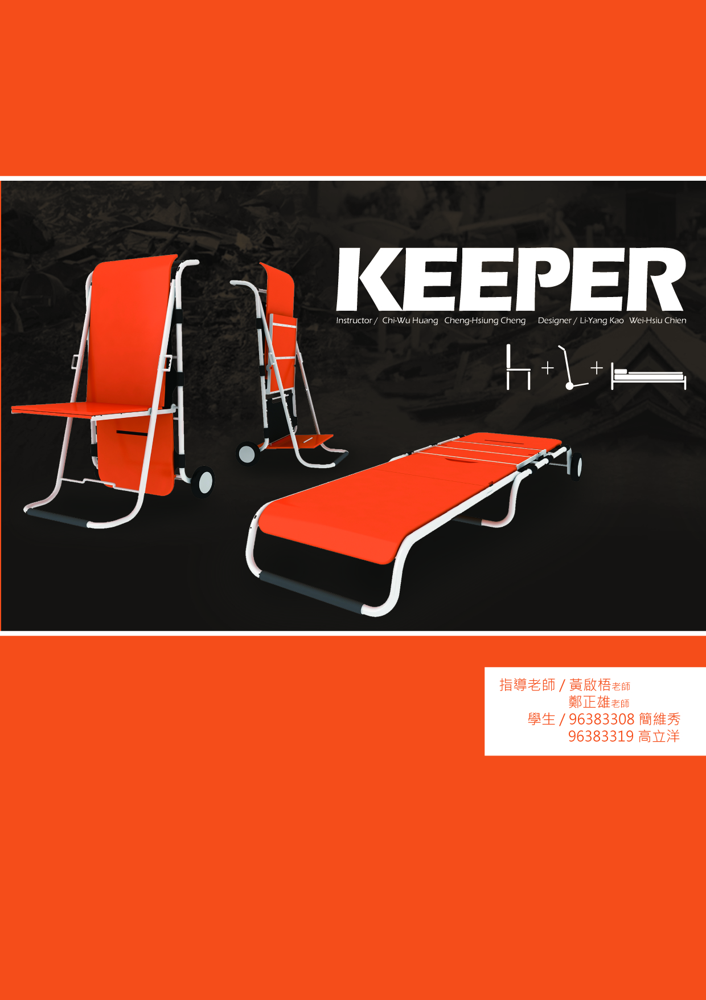 KEEPER
Instructor / Chi-Wu Huang Cheng-Hsiung Cheng Designer / Li-Yang Kao Wei-Hsiu Chien
指導老師 / 黃啟梧老師
鄭正雄老師
學生 / 96383308 簡維秀
96383319 高立洋